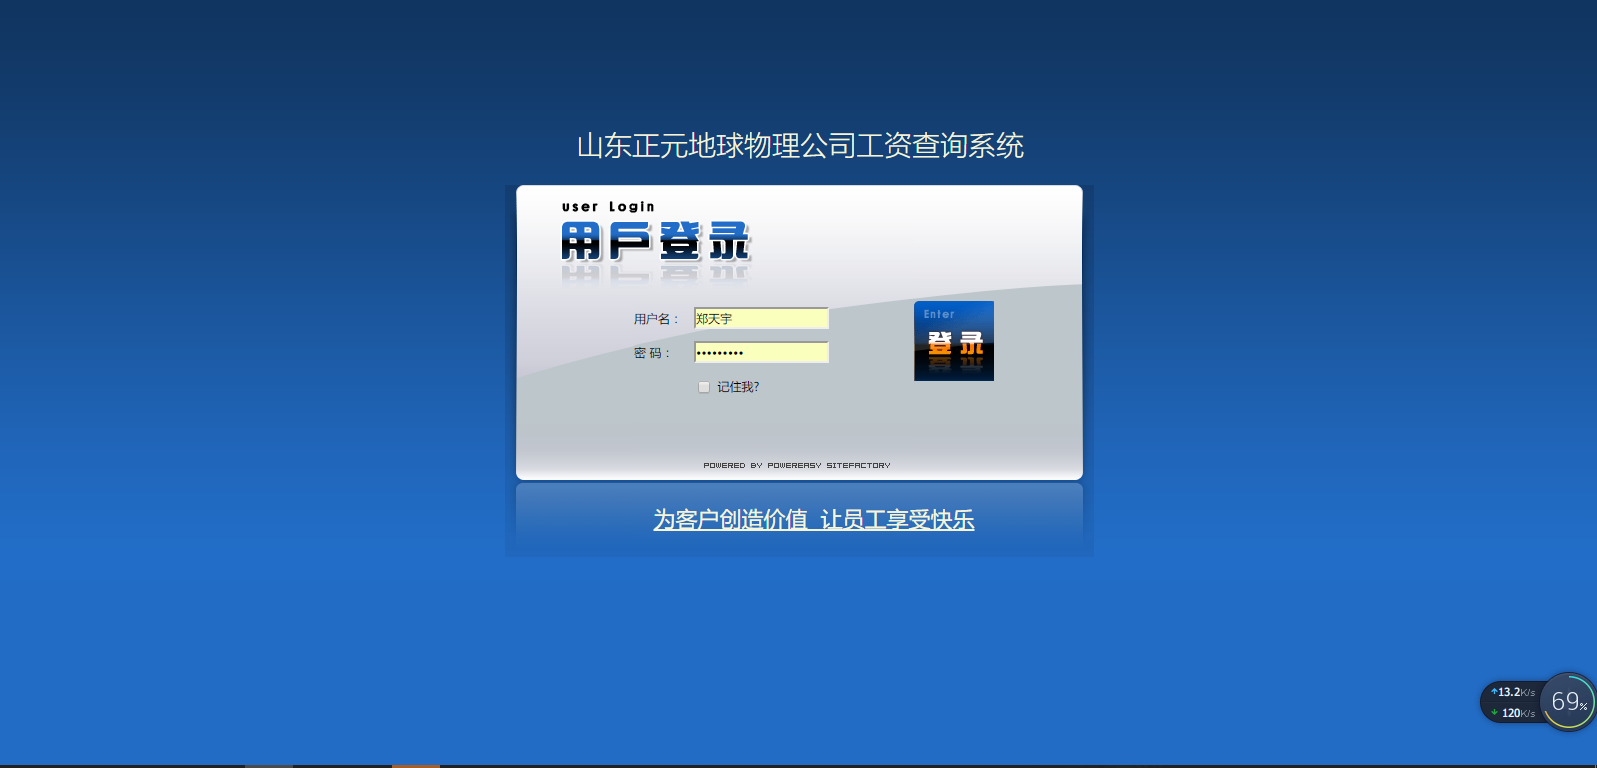 山东正元地球物理公司工资查询系统
user Login
用戶登录
用户名： 郑天宇
Enter
登录
密 码： •••••••••
记住我?
POWERED BY POWEREASY SITEFACTORY
为客户创造价值 让员工享受快乐
13.2K/s
120K/s
69%